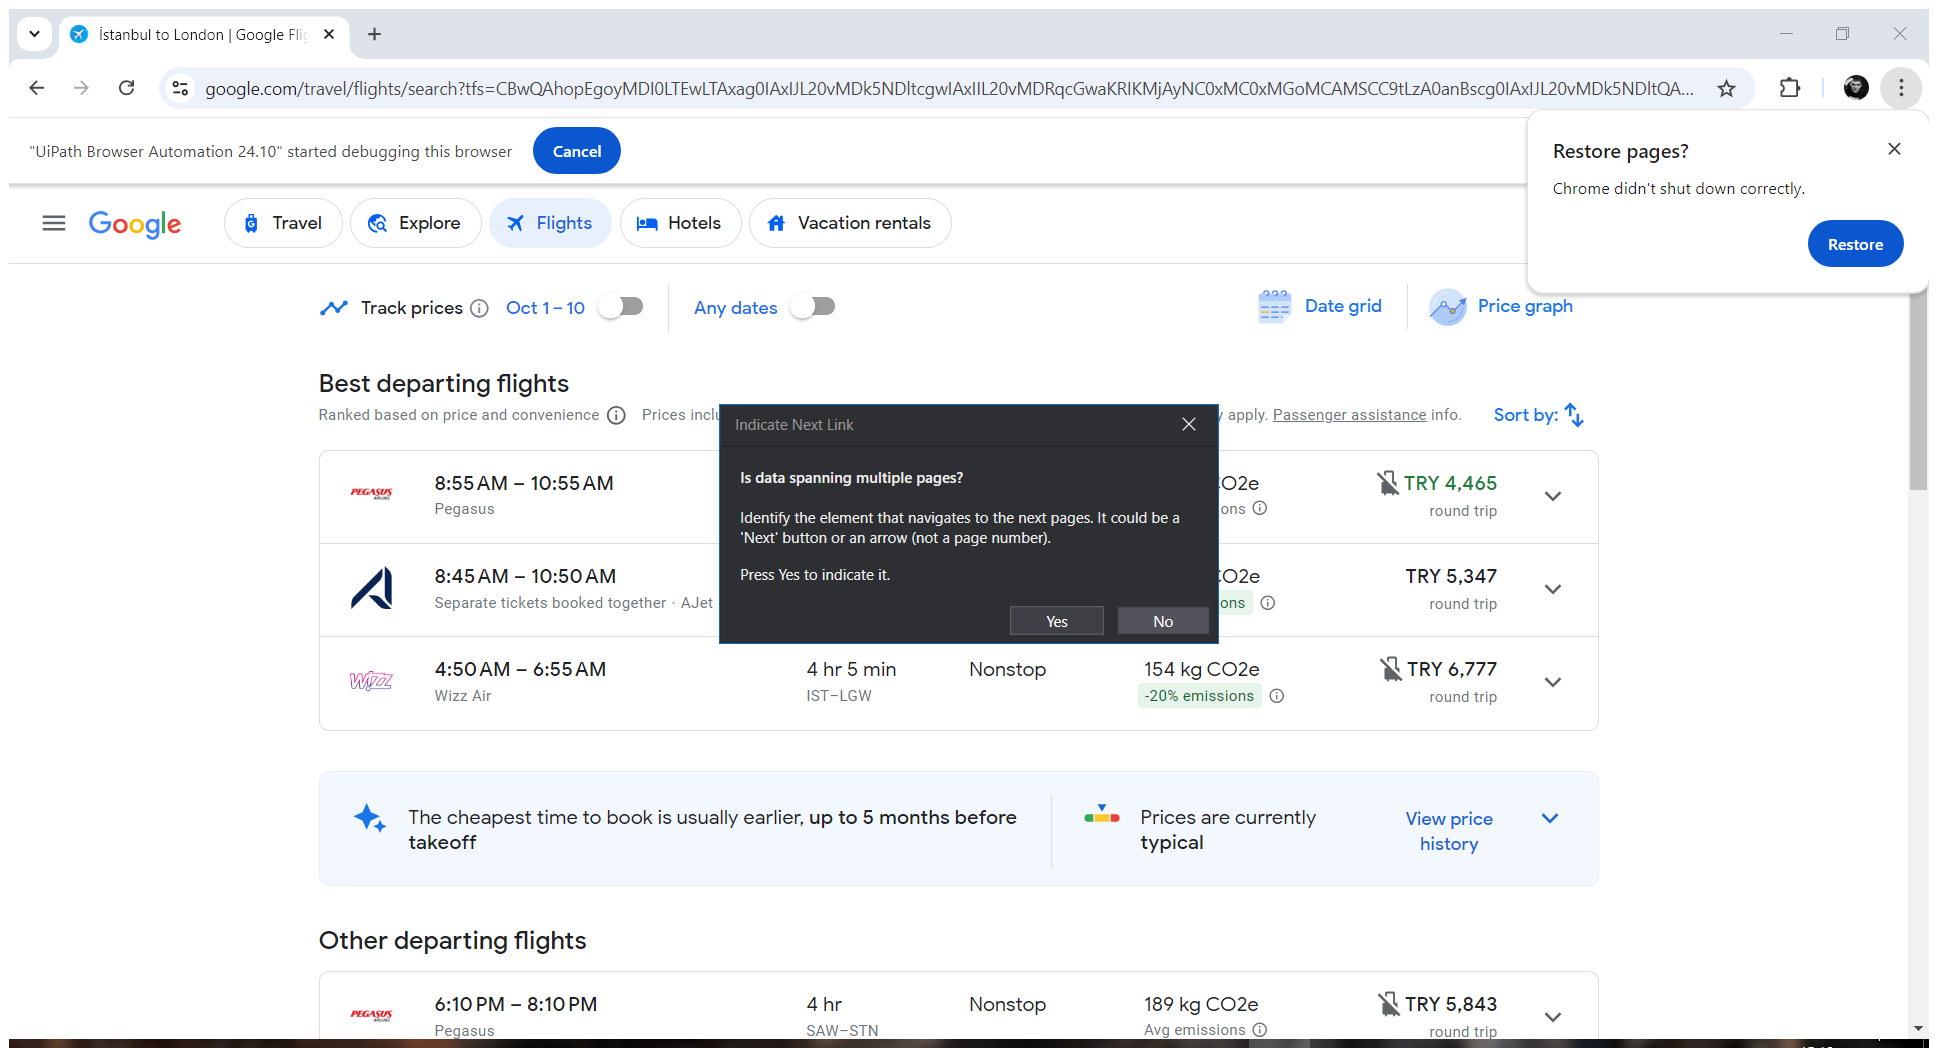 İstanbul to London | Google Flig
google.com/travel/flights/search?tfs=CBwQAhopEgoyMDI0LTEwLTAxag0IAxIJL20vMDk5NDltcgwIAxIIL20vMDRqcGwaKRIKMjAyNC0xMC0xMGoMCAMSCC9tLzA0anBscg0IAxIJL20vMDk5NDltQA...
"UiPath Browser Automation 24.10" started debugging this browser
Cancel
Restore pages?
Chrome didn't shut down correctly.
Restore
Google
Travel
Explore
Flights
Hotels
Vacation rentals
Track prices
Oct 1 – 10
Any dates
Date grid
Price graph
Best departing flights
Ranked based on price and convenience
Prices inclu
y apply. Passenger assistance info.
Sort by:
Indicate Next Link
Is data spanning multiple pages?
Identify the element that navigates to the next pages. It could be a
'Next' button or an arrow (not a page number).
Press Yes to indicate it.
Yes
No
PEGASUS
AIRLINES
8:55 AM – 10:55 AM
Pegasus
CO2e
ons
TRY 4,465
round trip
8:45 AM – 10:50 AM
Separate tickets booked together · AJet
CO2e
ons
TRY 5,347
round trip
WIZZ
4:50 AM – 6:55 AM
Wizz Air
4 hr 5 min
IST–LGW
Nonstop
154 kg CO2e
-20% emissions
TRY 6,777
round trip
The cheapest time to book is usually earlier, up to 5 months before
takeoff
Prices are currently
typical
View price
history
Other departing flights
PEGASUS
AIRLINES
6:10 PM – 8:10 PM
Pegasus
4 hr
SAW–STN
Nonstop
189 kg CO2e
Avg emissions
TRY 5,843
round trip